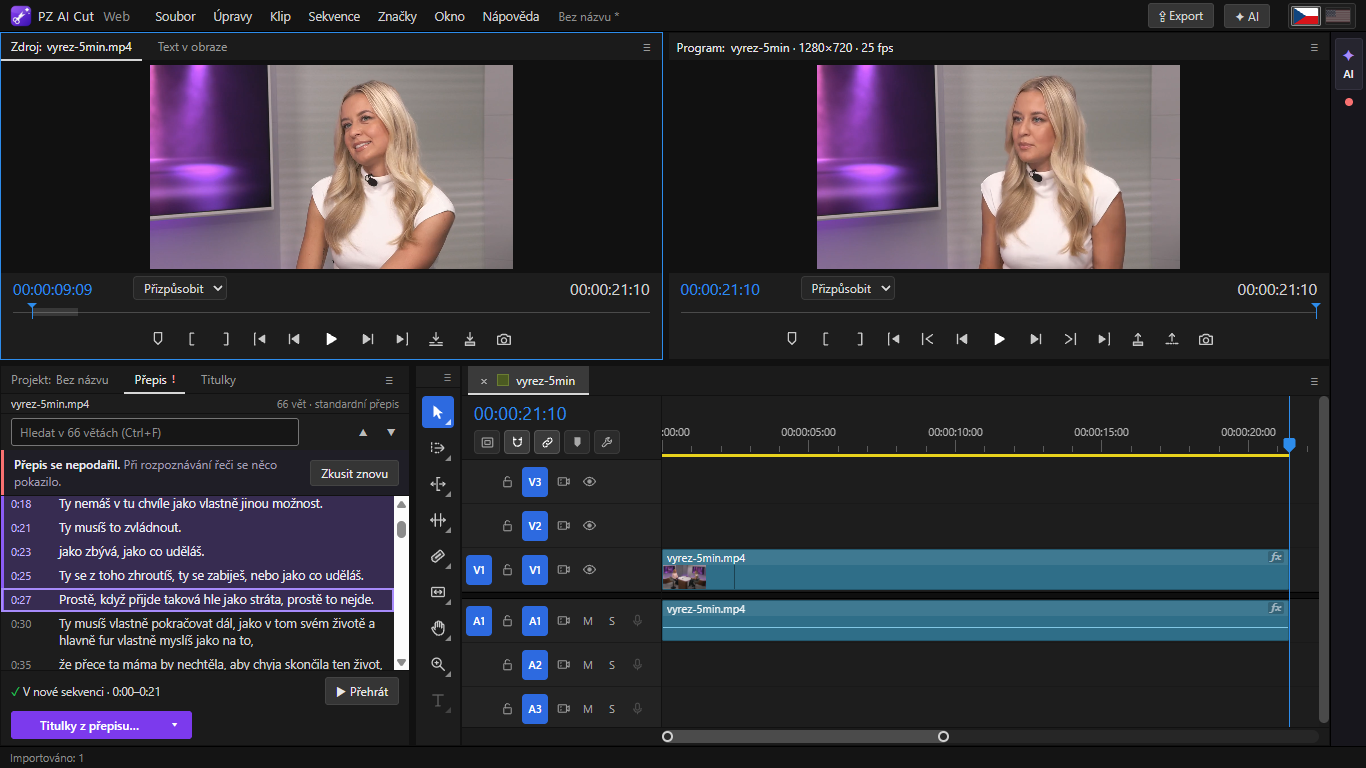 PZ AI Cut Web Soubor Úpravy Klip Sekvence Značky Okno Nápověda Bez názvu * Export AI
Zdroj: vyrez-5min.mp4 Text v obraze
Program: vyrez-5min · 1280×720 · 25 fps
AI
00:00:09:09 Přizpůsobit 00:00:21:10
00:00:21:10 Přizpůsobit 00:00:21:10
Projekt: Bez názvu Přepis ! Titulky
vyrez-5min.mp4 66 vět · standardní přepis
Hledat v 66 větách (Ctrl+F)
Přepis se nepodařil. Při rozpoznávání řeči se něco
pokazilo.
Zkusit znovu
0:18 Ty nemáš v tu chvíle jako vlastně jinou možnost.
0:21 Ty musíš to zvládnout.
0:23 jako zbývá, jako co uděláš.
0:25 Ty se z toho zhroutíš, ty se zabiješ, nebo jako co uděláš.
0:27 Prostě, když přijde taková hle jako stráta, prostě to nejde.
0:30 Ty musíš vlastně pokračovat dál, jako v tom svém životě a
hlavně fur vlastně myslíš jako na to,
0:35 že přece ta máma by nechtěla, aby chyja skončila ten život,
✓ V nové sekvenci · 0:00–0:21 Přehrát
Titulky z přepisu...
Importováno: 1
× vyrez-5min
00:00:21:10
:00:00 00:00:05:00 00:00:10:00 00:00:15:00 00:00:20:00
V3
V2
V1 V1 vyrez-5min.mp4 fx
A1 A1 M S vyrez-5min.mp4 fx
A2 M S
A3 M S